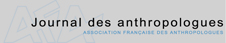 Journal des anthropologues
ASSOCIATION FRANÇAISE DES ANTHROPOLOGUES